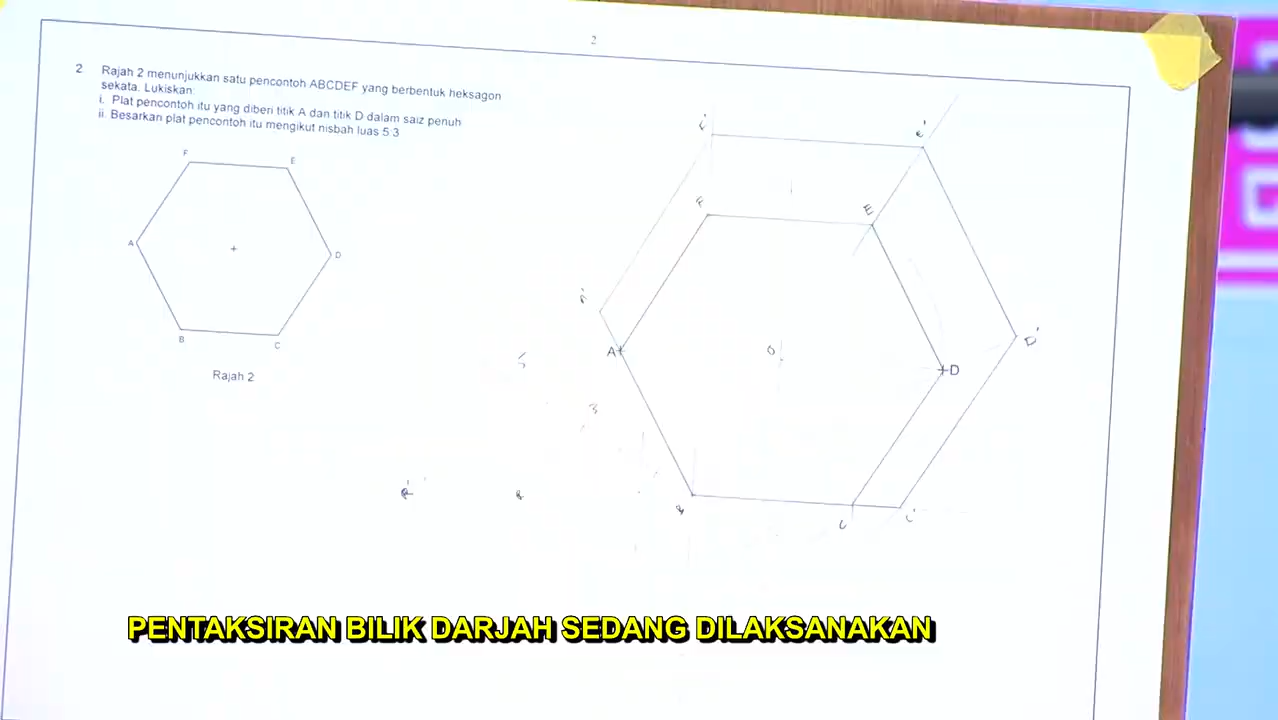 2
2 Rajah 2 menunjukkan satu pencontoh ABCDEF yang berbentuk heksagon
sekata. Lukiskan
i. Plat pencontoh itu yang diberi titik A dan titik D dalam saiz penuh
ii. Besarkan plat pencontoh itu mengikut nisbah luas 5:3
F E
A D
B C
Rajah 2
E'
F E
A D
D'
O
3
C'
PENTAKSIRAN BILIK DARJAH SEDANG DILAKSANAKAN